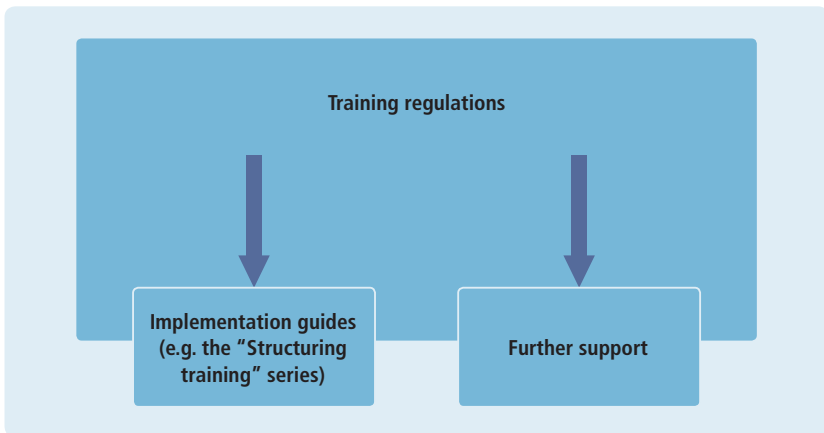 Training regulations
Implementation guides
(e.g. the “Structuring
training” series)
Further support